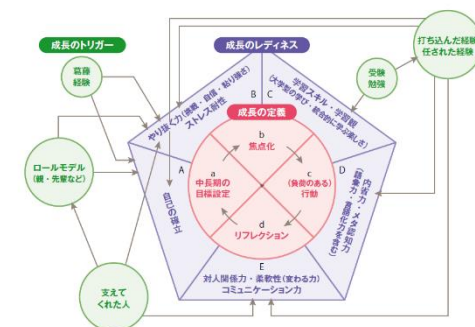 成長のトリガー
成長のレディネス
打ち込んだ経験
任された経験
葛藤
経験
受験
勉強
ロールモデル
(親・先輩など)
支えて
くれた人
B
やり抜く力(挑戦・自信・粘り強さ)
ストレス耐性
C
学習スキル・学習観
(大学型の学び・統合的に学ぶ楽しさ)
A
自己の確立
D
内省力・メタ認知力
(語彙力・言語化力を含む)
E
対人関係力・柔軟性(変わる力)
コミュニケーション力
成長の定義
b
焦点化
a
中長期の
目標設定
c
(負荷のある)
行動
d
リフレクション